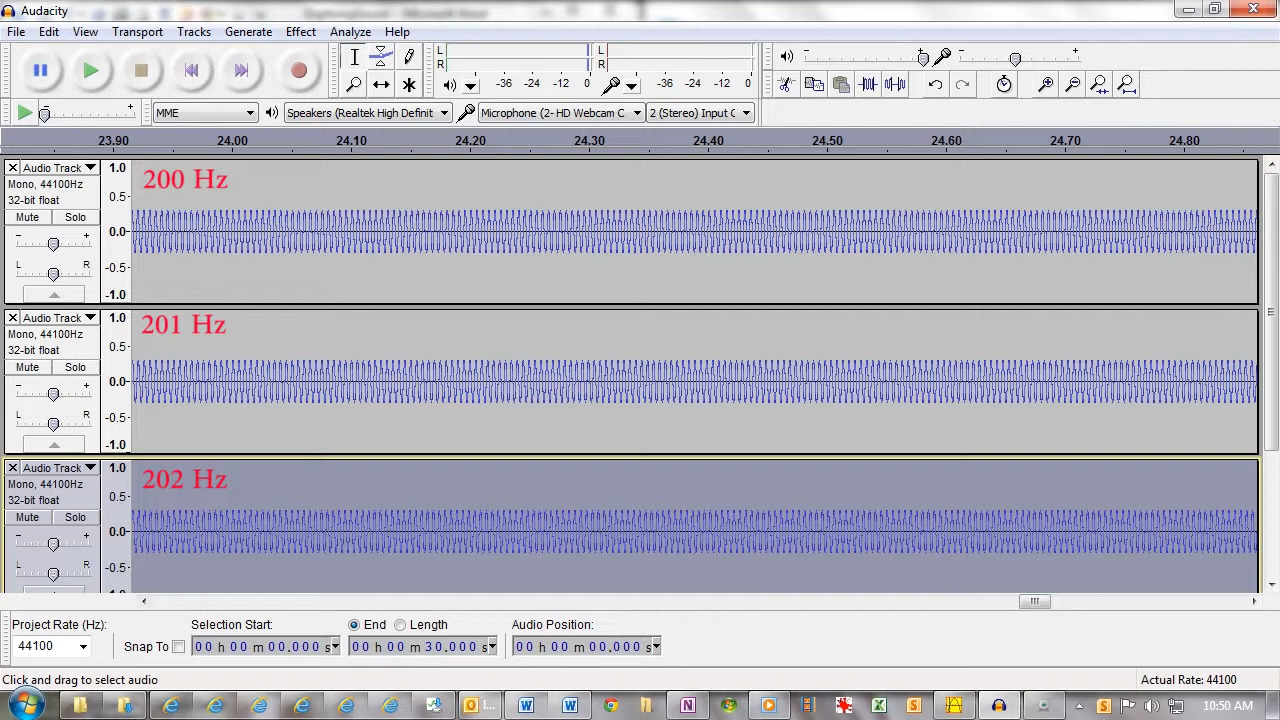 Audacity
File Edit View Transport Tracks Generate Effect Analyze Help
L
R
-36 -24 -12 0
L
R
-36 -24 -12 0
MME
Speakers (Realtek High Definit
Microphone (2- HD Webcam C
2 (Stereo) Input C
23.90 24.00 24.10 24.20 24.30 24.40 24.50 24.60 24.70 24.80
Audio Track
Mono, 44100Hz
32-bit float
Mute Solo
- +
L R
1.0
0.5
0.0
-0.5
-1.0
200 Hz
Audio Track
Mono, 44100Hz
32-bit float
Mute Solo
- +
L R
1.0
0.5
0.0
-0.5
-1.0
201 Hz
Audio Track
Mono, 44100Hz
32-bit float
Mute Solo
- +
L R
1.0
0.5
0.0
-0.5
202 Hz
Project Rate (Hz): Selection Start: End Length Audio Position:
44100 Snap To 00 h 00 m 00.000 s 00 h 00 m 30.000 s 00 h 00 m 00.000 s
Click and drag to select audio
Actual Rate: 44100
10:50 AM